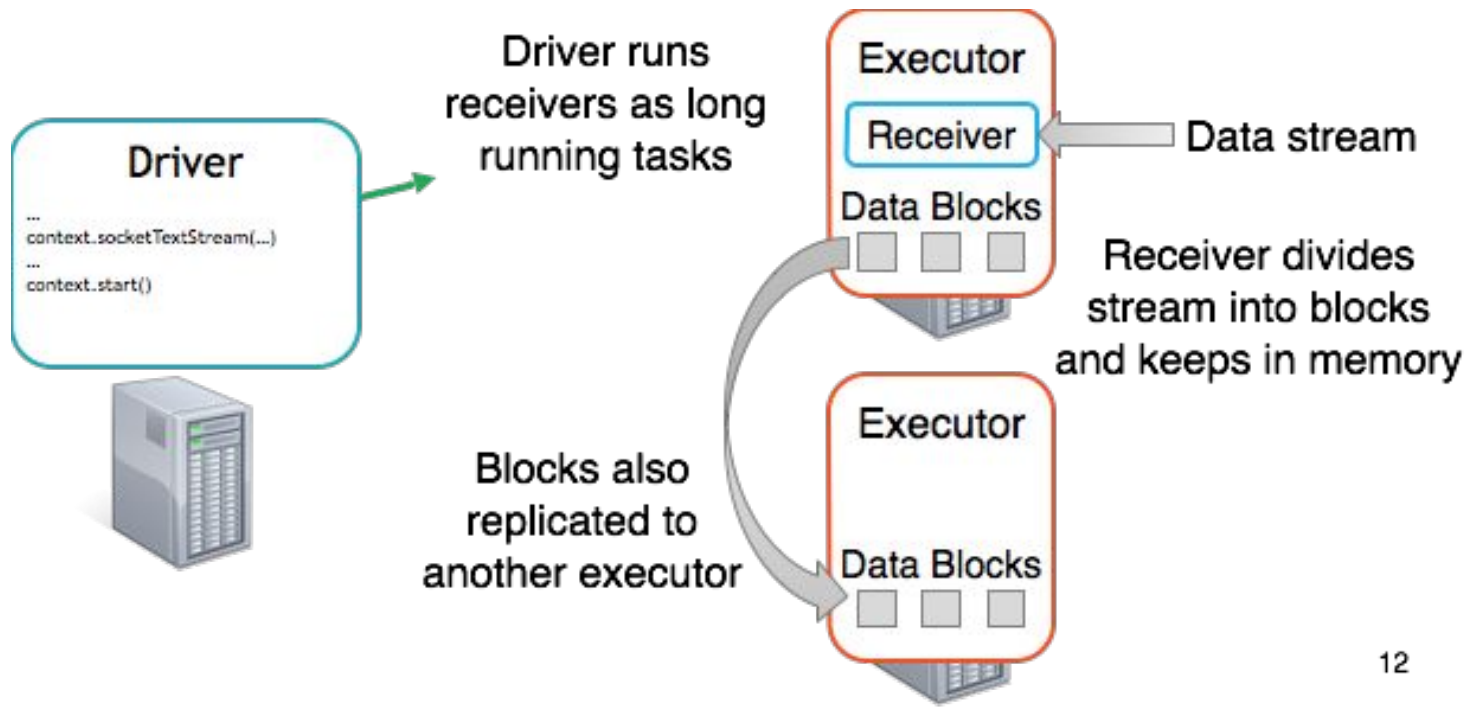 Driver
...
context.socketTextStream(...)
...
context.start()
Driver runs
receivers as long
running tasks
Executor
Receiver
Data stream
Data Blocks
Receiver divides
stream into blocks
and keeps in memory
Blocks also
replicated to
another executor
Executor
Data Blocks
12